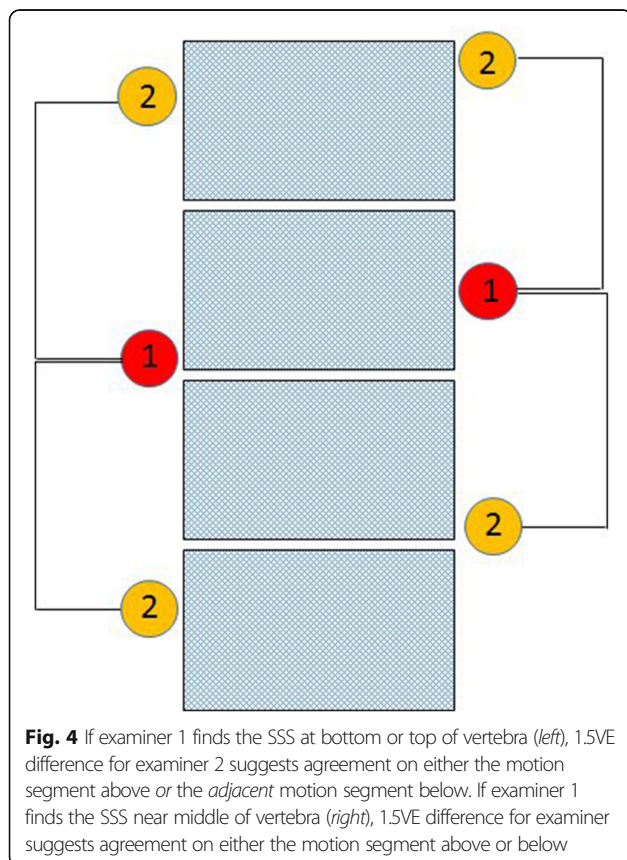 2
2
1
1
2
2
Fig. 4 If examiner 1 finds the SSS at bottom or top of vertebra (left), 1.5VE
difference for examiner 2 suggests agreement on either the motion
segment above or the adjacent motion segment below. If examiner 1
finds the SSS near middle of vertebra (right), 1.5VE difference for examiner
suggests agreement on either the motion segment above or below